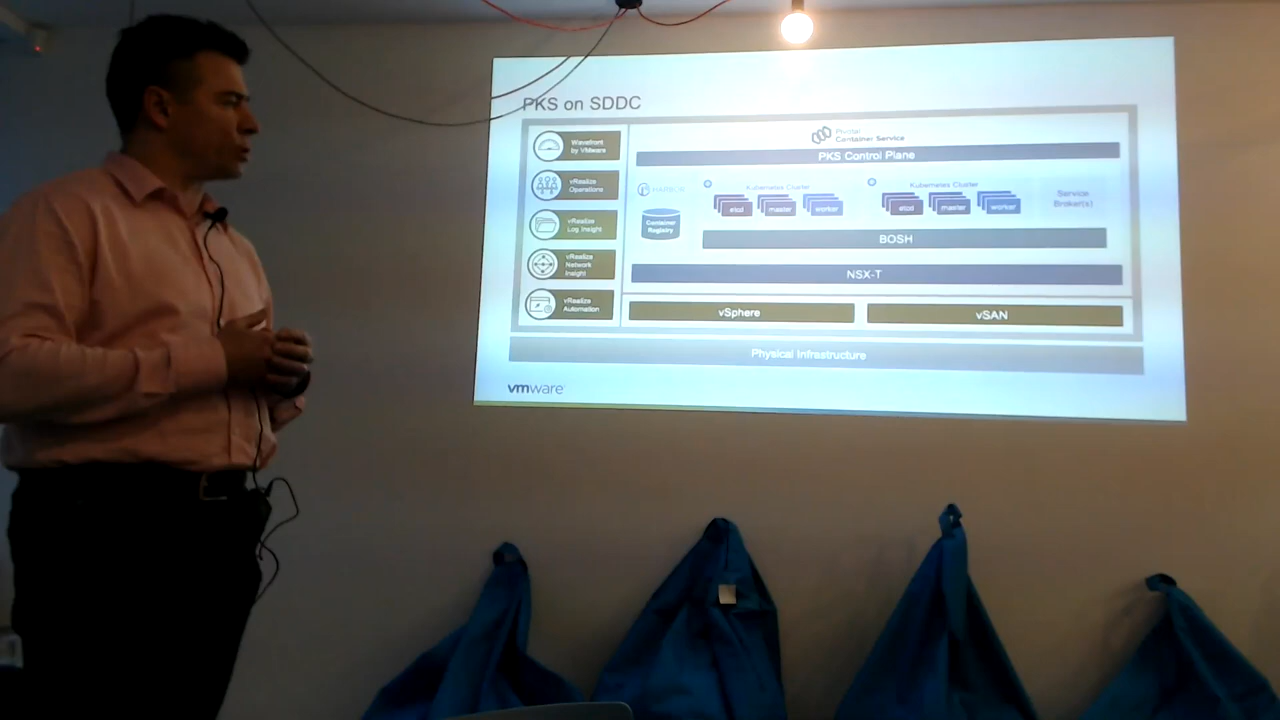 PKS on SDDC
Wavefront
by VMware
vRealize
Operations
vRealize
Log Insight
vRealize
Network
Insight
vRealize
Automation
Pivotal
Container Service
PKS Control Plane
HARBOR
Container
Registry
Kubernetes Cluster
etcd
master
worker
Kubernetes Cluster
etcd
master
worker
Service
Broker(s)
BOSH
NSX-T
vSphere
vSAN
Physical Infrastructure
vmware